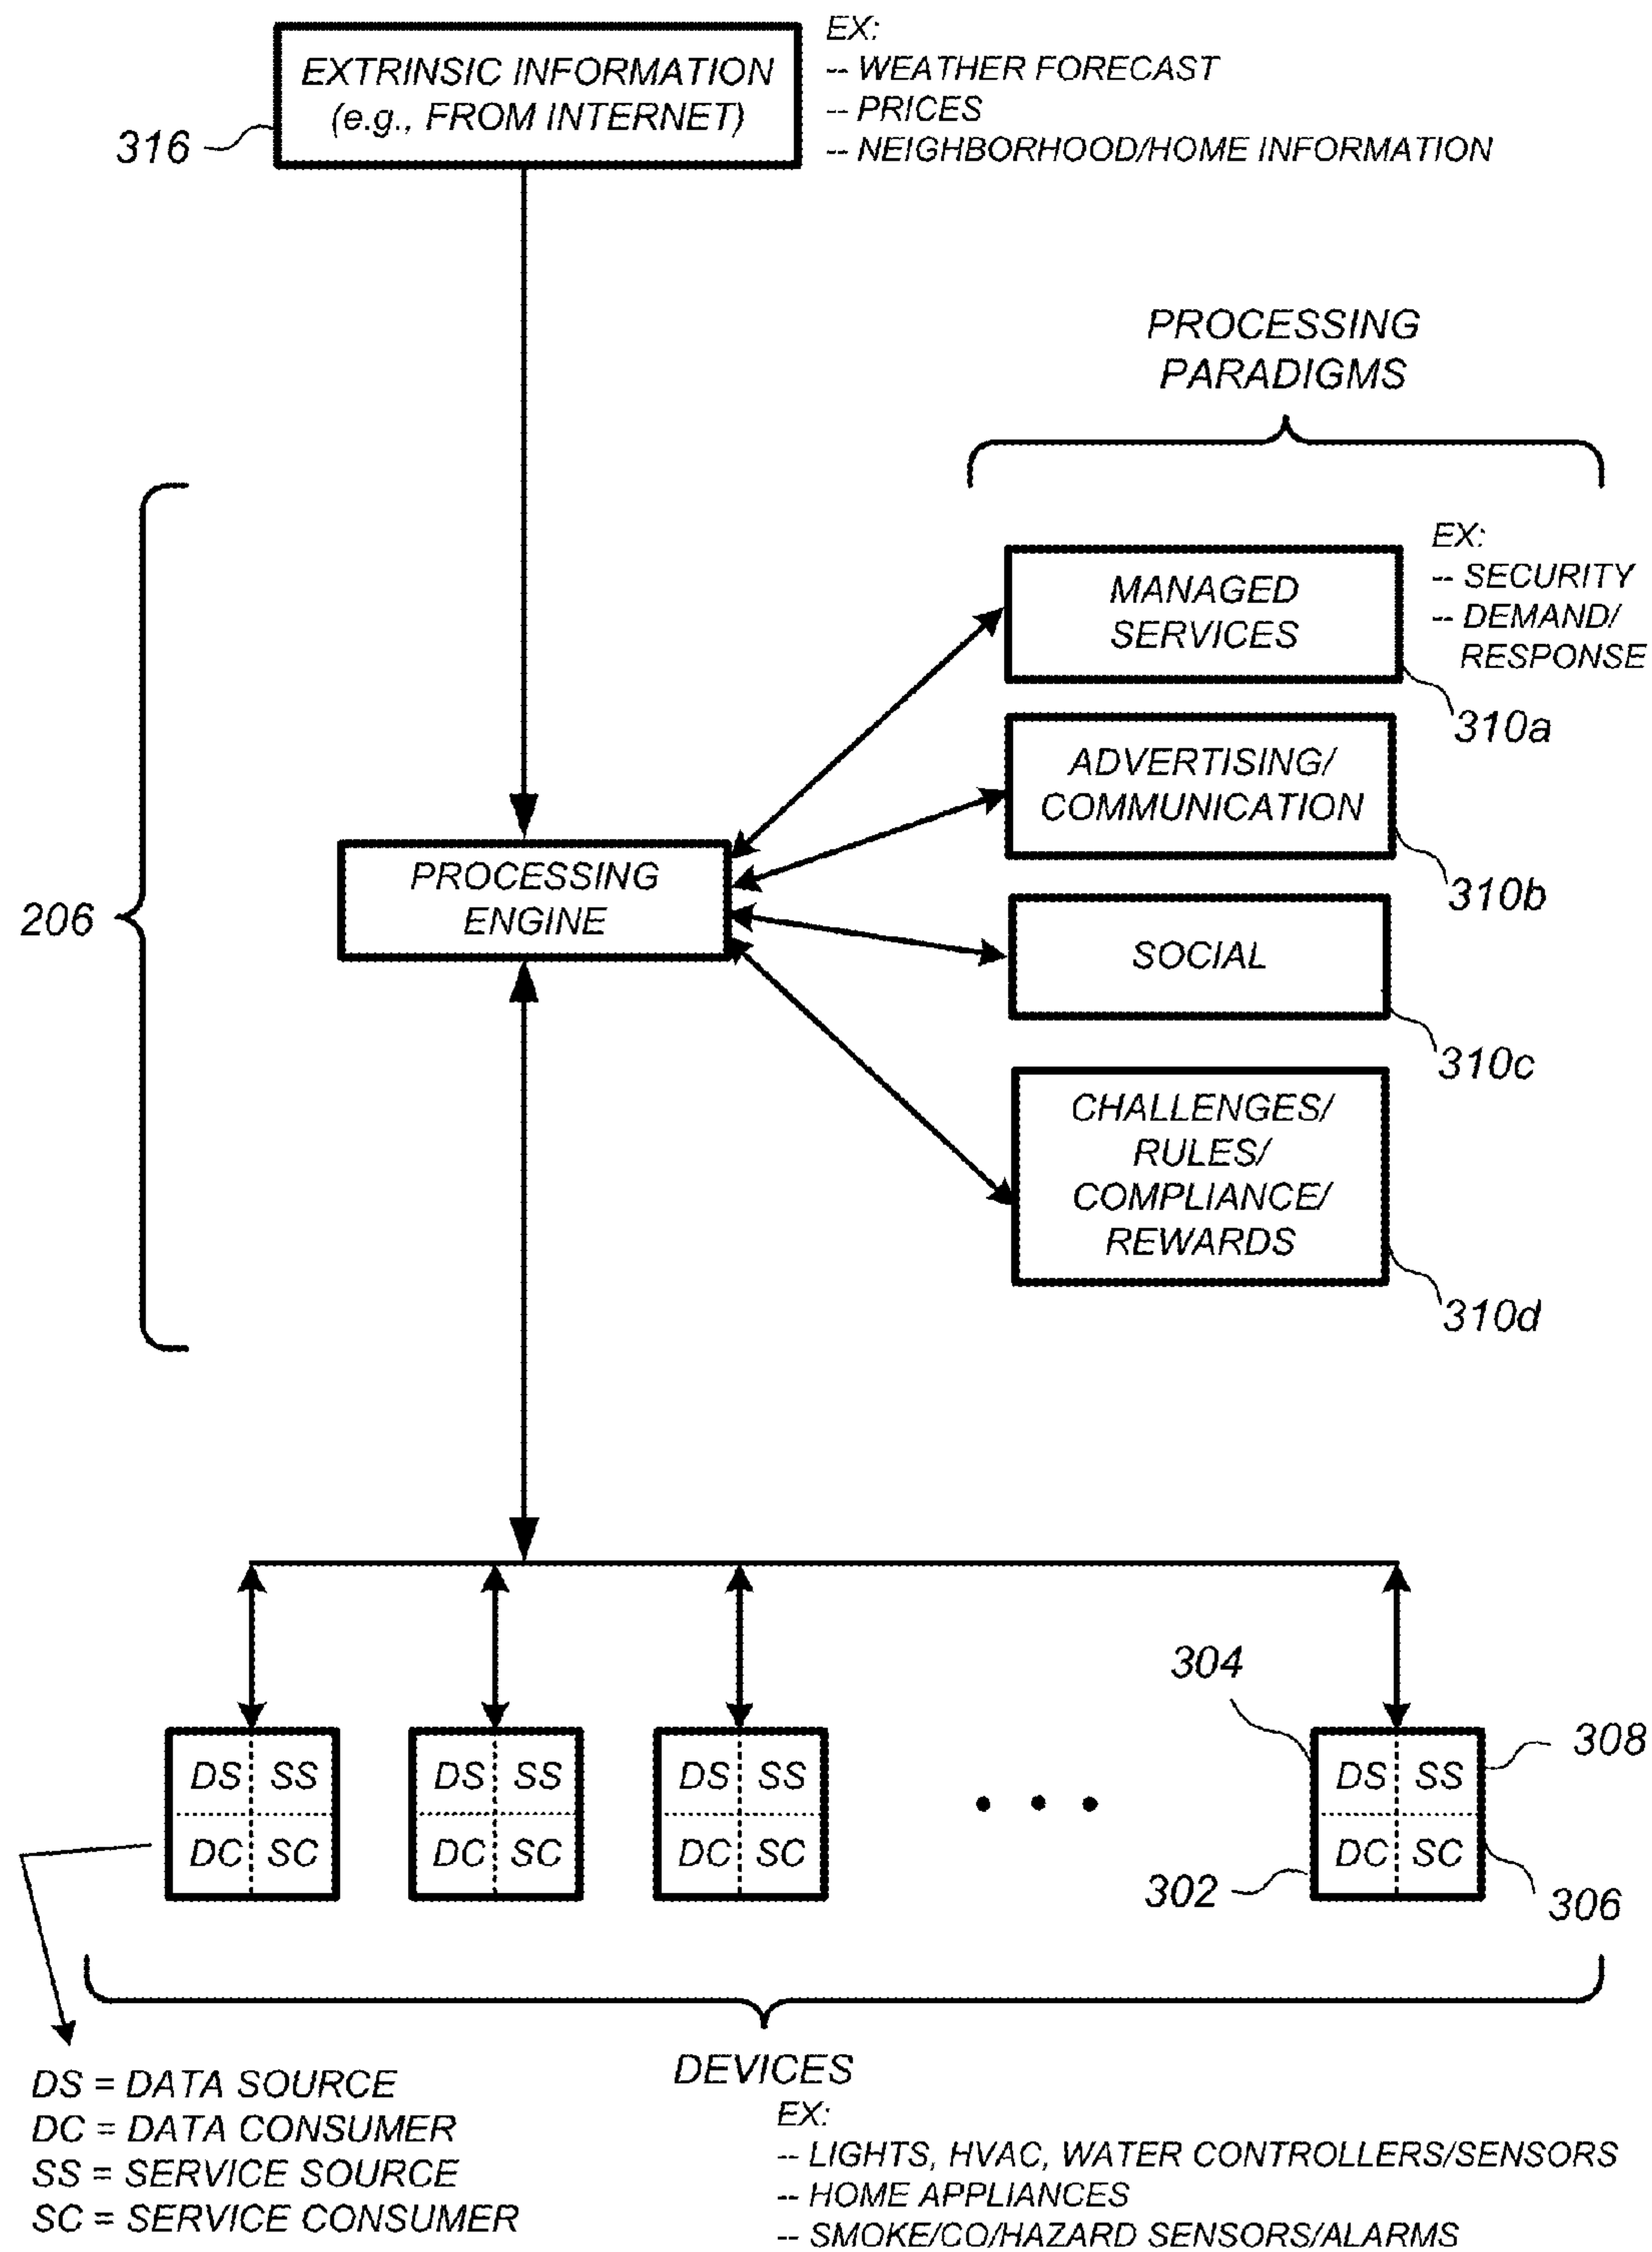 EXTRINSIC INFORMATION
(e.g., FROM INTERNET)
316
EX:
-- WEATHER FORECAST
-- PRICES
-- NEIGHBORHOOD/HOME INFORMATION
PROCESSING
PARADIGMS
206
PROCESSING
ENGINE
MANAGED
SERVICES
EX:
-- SECURITY
-- DEMAND/
RESPONSE
310a
ADVERTISING/
COMMUNICATION
310b
SOCIAL
310c
CHALLENGES/
RULES/
COMPLIANCE/
REWARDS
310d
304
308
DS SS
DC SC
DS SS
DC SC
DS SS
DC SC
• • •
DS SS
DC SC
302
306
DS = DATA SOURCE
DC = DATA CONSUMER
SS = SERVICE SOURCE
SC = SERVICE CONSUMER
DEVICES
EX:
-- LIGHTS, HVAC, WATER CONTROLLERS/SENSORS
-- HOME APPLIANCES
-- SMOKE/CO/HAZARD SENSORS/ALARMS